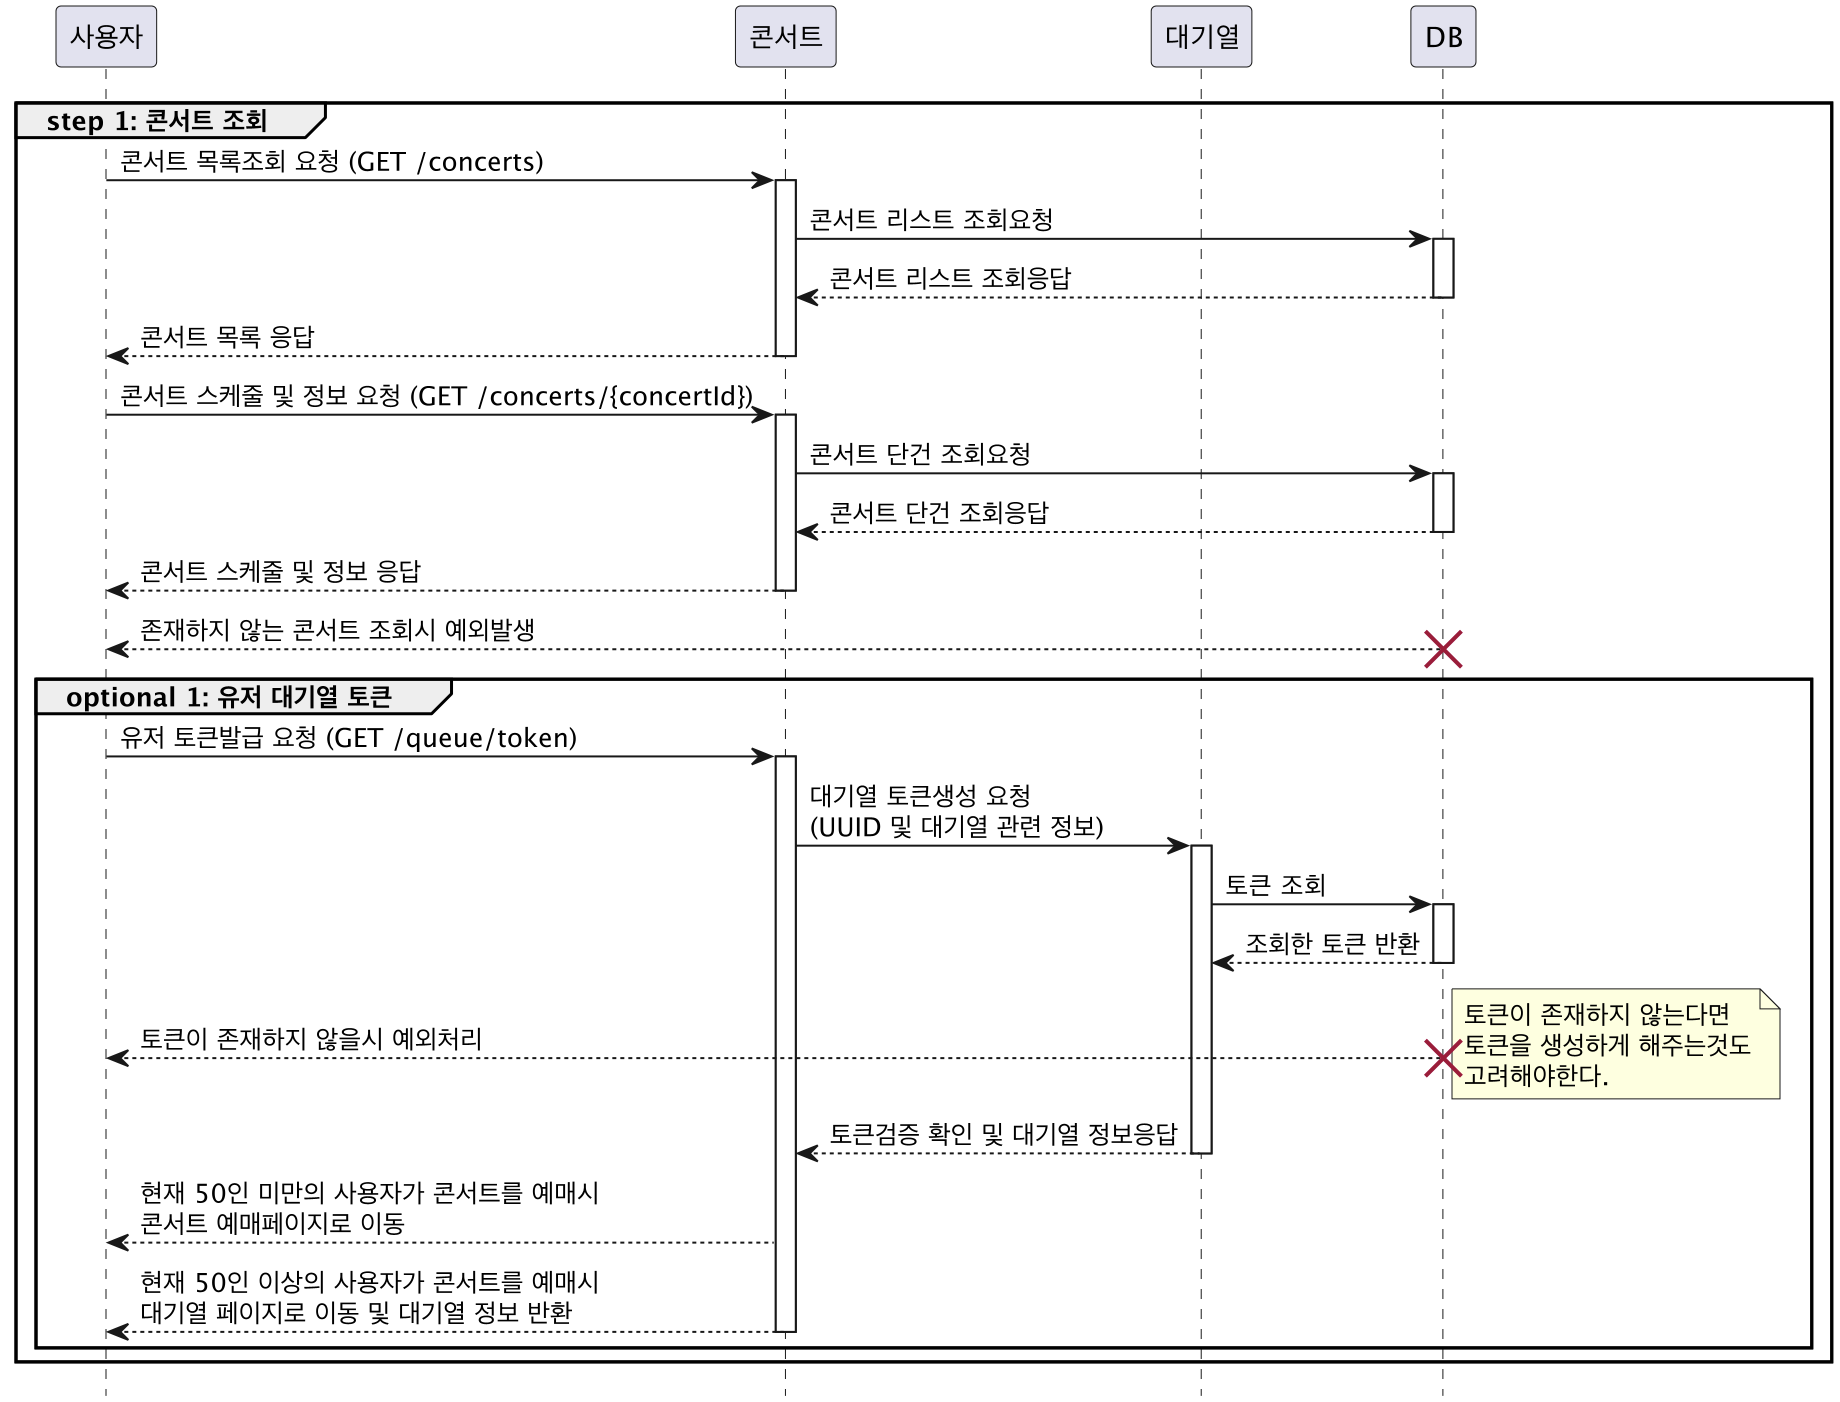 사용자
콘서트
대기열
DB
step 1: 콘서트 조회
콘서트 목록조회 요청 (GET /concerts)
콘서트 리스트 조회요청
콘서트 리스트 조회응답
콘서트 목록 응답
콘서트 스케줄 및 정보 요청 (GET /concerts/{concertId})
콘서트 단건 조회요청
콘서트 단건 조회응답
콘서트 스케줄 및 정보 응답
존재하지 않는 콘서트 조회시 예외발생
optional 1: 유저 대기열 토큰
유저 토큰발급 요청 (GET /queue/token)
대기열 토큰생성 요청
(UUID 및 대기열 관련 정보)
토큰 조회
조회한 토큰 반환
토큰이 존재하지 않을시 예외처리
토큰이 존재하지 않는다면
토큰을 생성하게 해주는것도
고려해야한다.
토큰검증 확인 및 대기열 정보응답
현재 50인 미만의 사용자가 콘서트를 예매시
콘서트 예매페이지로 이동
현재 50인 이상의 사용자가 콘서트를 예매시
대기열 페이지로 이동 및 대기열 정보 반환